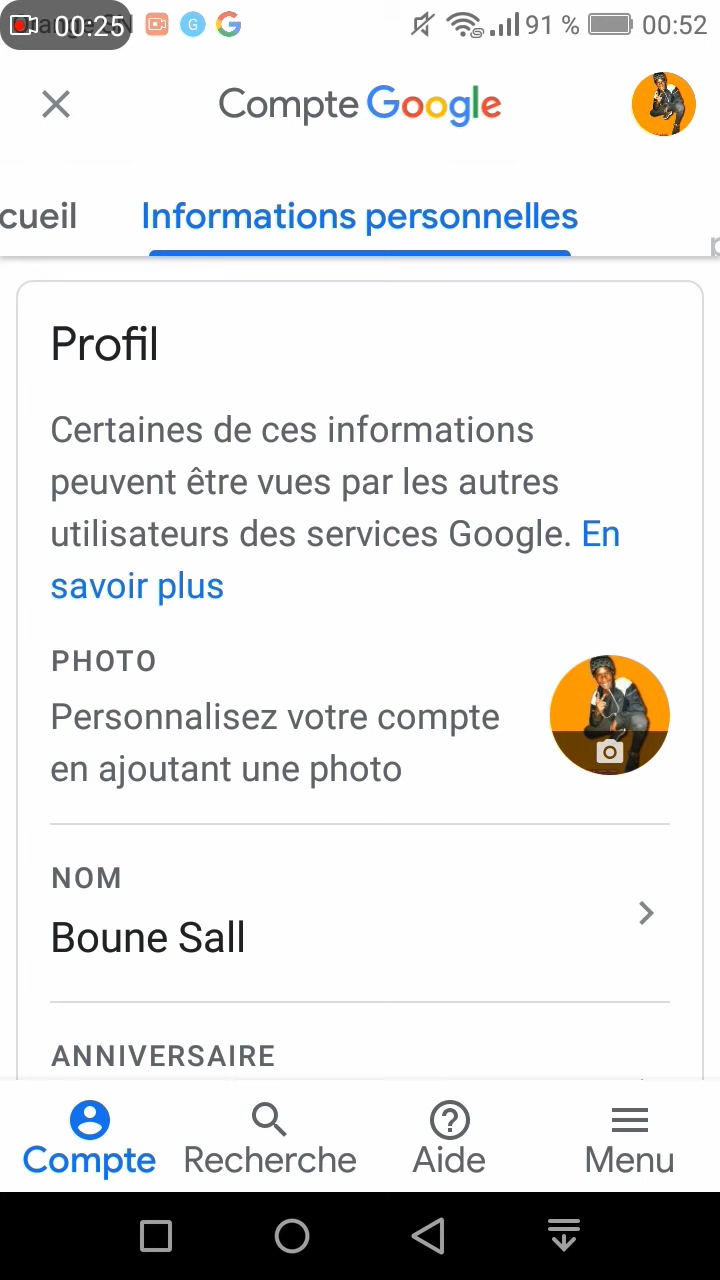 00:25 G 91 % 00:52
Compte Google
cueil Informations personnelles
Profil
Certaines de ces informations
peuvent être vues par les autres
utilisateurs des services Google. En
savoir plus
PHOTO
Personnalisez votre compte
en ajoutant une photo
NOM
Boune Sall
ANNIVERSAIRE
Compte Recherche Aide Menu